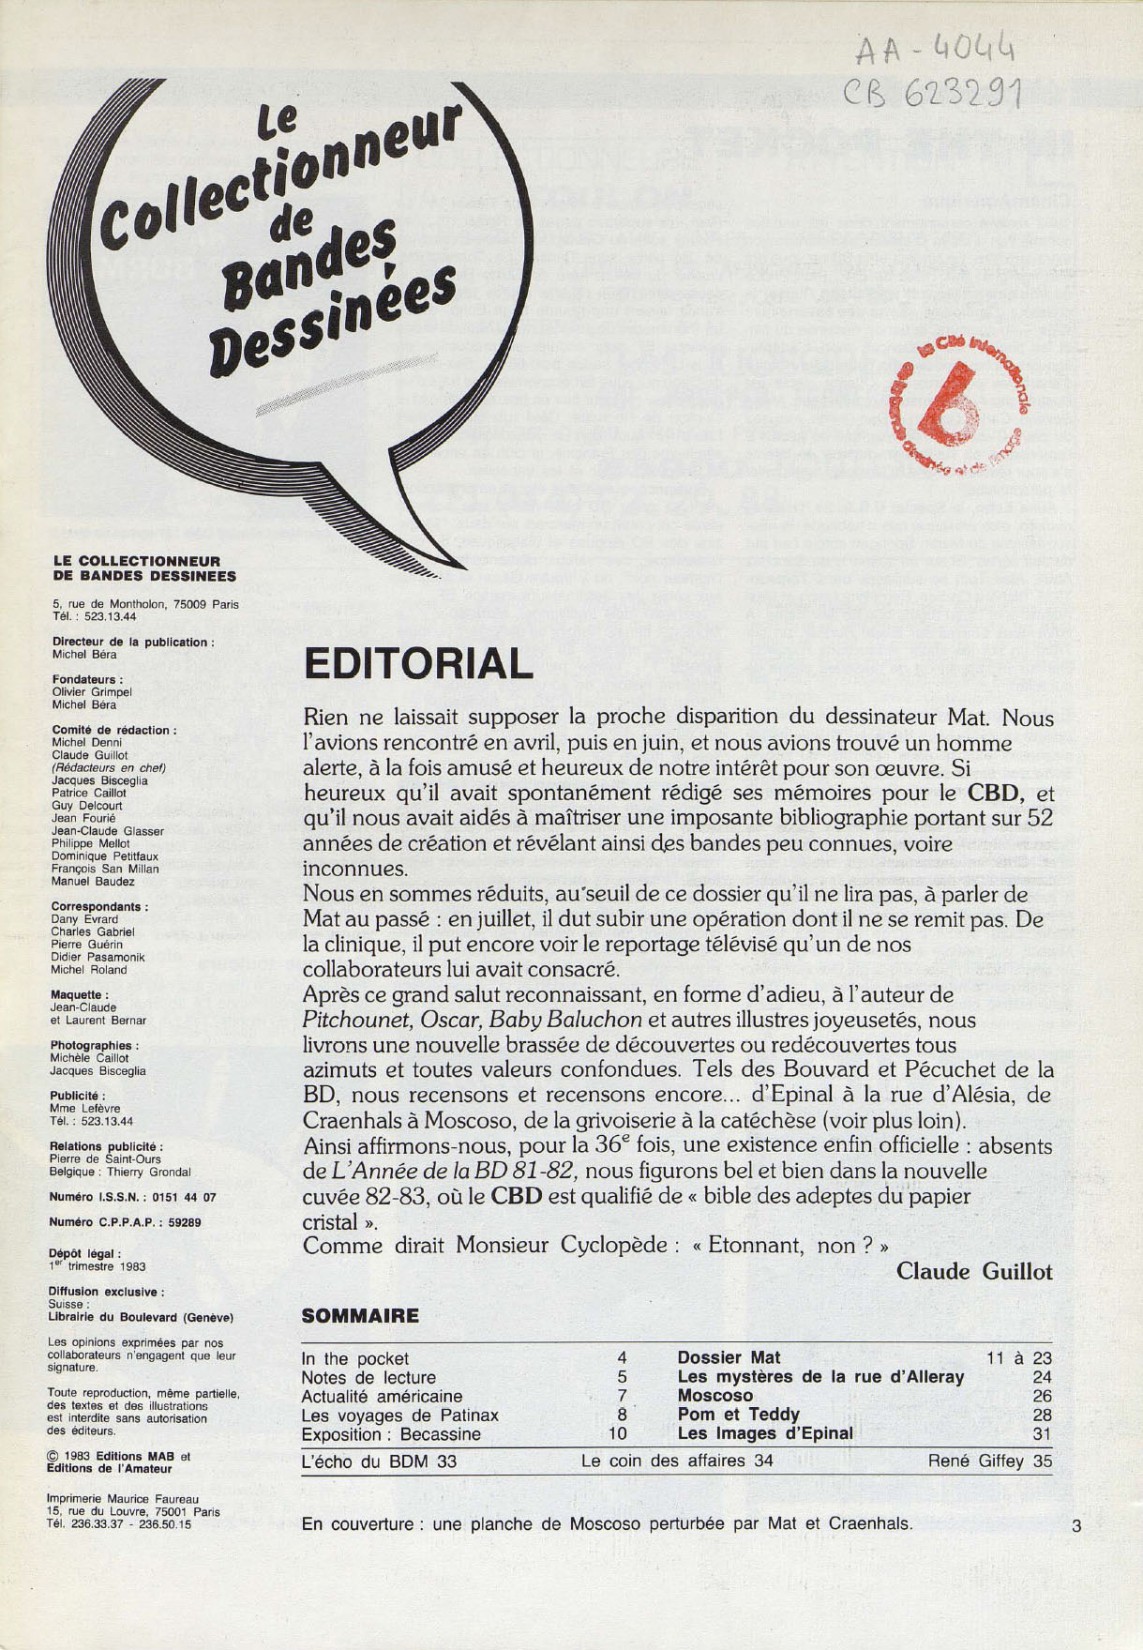 AA - 4044
CB 623291
Le
Collectionneur
de
Bandes
Dessinées
la Cité internationale
de la bande dessinée et de l'image
LE COLLECTIONNEUR
DE BANDES DESSINEES
5, rue de Montholon, 75009 Paris
Tél. : 523.13.44
Directeur de la publication :
Michel Béra
Fondateurs :
Olivier Grimpel
Michel Béra
Comité de rédaction :
Michel Denni
Claude Guillot
(Rédacteurs en chef)
Jacques Bisceglia
Patrice Caillot
Guy Delcourt
Jean Fourié
Jean-Claude Glasser
Philippe Mellot
Dominique Petitfaux
François San Millan
Manuel Baudez
Correspondants :
Dany Evrard
Charles Gabriel
Pierre Guérin
Didier Pasamonik
Michel Roland
Maquette :
Jean-Claude
et Laurent Bernar
Photographies :
Michèle Caillot
Jacques Bisceglia
Publicité :
Mme Lefèvre
Tél. : 523.13.44
Relations publicité :
Pierre de Saint-Ours
Belgique : Thierry Grondal
Numéro I.S.S.N. : 0151 44 07
Numéro C.P.P.A.P. : 59289
Dépôt légal :
1er trimestre 1983
Diffusion exclusive :
Suisse :
Librairie du Boulevard (Genève)
Les opinions exprimées par nos
collaborateurs n'engagent que leur
signature.
Toute reproduction, même partielle,
des textes et des illustrations
est interdite sans autorisation
des éditeurs.
© 1983 Editions MAB et
Editions de l'Amateur
Imprimerie Maurice Faureau
15, rue du Louvre, 75001 Paris
Tél. 236.33.37 - 236.50.15
EDITORIAL
Rien ne laissait supposer la proche disparition du dessinateur Mat. Nous
l'avions rencontré en avril, puis en juin, et nous avions trouvé un homme
alerte, à la fois amusé et heureux de notre intérêt pour son œuvre. Si
heureux qu'il avait spontanément rédigé ses mémoires pour le CBD, et
qu'il nous avait aidés à maîtriser une imposante bibliographie portant sur 52
années de création et révélant ainsi des bandes peu connues, voire
inconnues.
Nous en sommes réduits, au seuil de ce dossier qu'il ne lira pas, à parler de
Mat au passé : en juillet, il dut subir une opération dont il ne se remit pas. De
la clinique, il put encore voir le reportage télévisé qu'un de nos
collaborateurs lui avait consacré.
Après ce grand salut reconnaissant, en forme d'adieu, à l'auteur de
Pitchounet, Oscar, Baby Baluchon et autres illustres joyeusetés, nous
livrons une nouvelle brassée de découvertes ou redécouvertes tous
azimuts et toutes valeurs confondues. Tels des Bouvard et Pécuchet de la
BD, nous recensons et recensons encore... d'Epinal à la rue d'Alésia, de
Craenhals à Moscoso, de la grivoiserie à la catéchèse (voir plus loin).
Ainsi affirmons-nous, pour la 36e fois, une existence enfin officielle : absents
de L'Année de la BD 81-82, nous figurons bel et bien dans la nouvelle
cuvée 82-83, où le CBD est qualifié de « bible des adeptes du papier
cristal ».
Comme dirait Monsieur Cyclopède : « Etonnant, non ? »
Claude Guillot
SOMMAIRE
In the pocket 4 Dossier Mat 11 à 23
Notes de lecture 5 Les mystères de la rue d'Alleray 24
Actualité américaine 7 Moscoso 26
Les voyages de Patinax 8 Pom et Teddy 28
Exposition : Becassine 10 Les Images d'Epinal 31
L'écho du BDM 33 Le coin des affaires 34 René Giffey 35
En couverture : une planche de Moscoso perturbée par Mat et Craenhals.
3